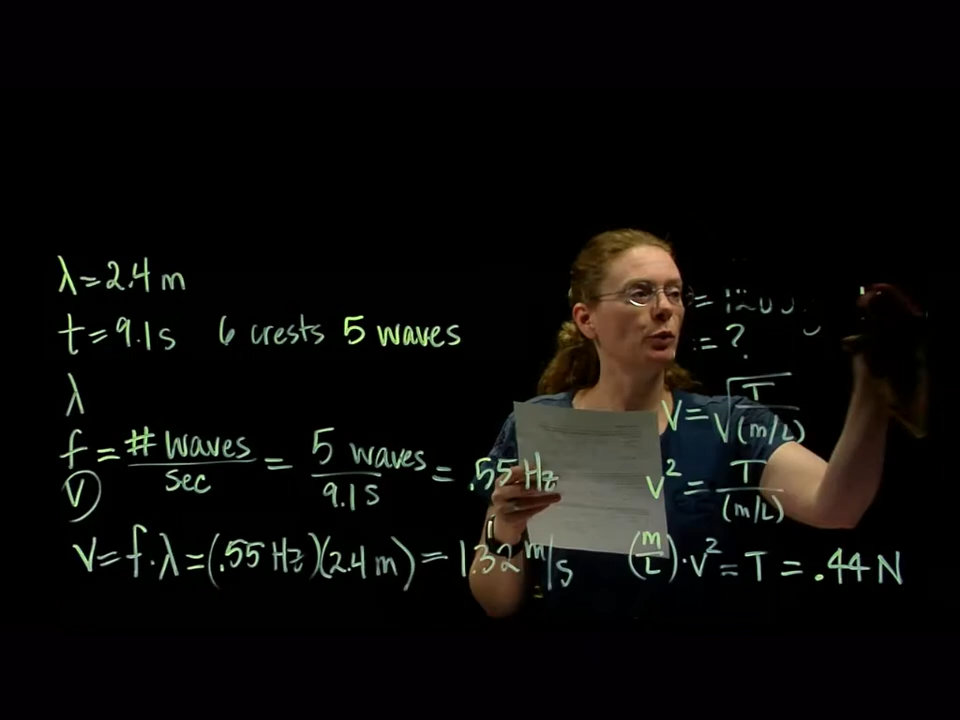 λ = 2.4 m
t = 9.1 s 6 crests 5 waves
λ
f = # waves / sec = 5 waves / 9.1 s = .55 Hz
v
v = f · λ = (.55 Hz)(2.4 m) = 1.32 m/s
= ?
v = √(T / (m/L))
v² = T / (m/L)
(m/L) · v² = T = .44 N